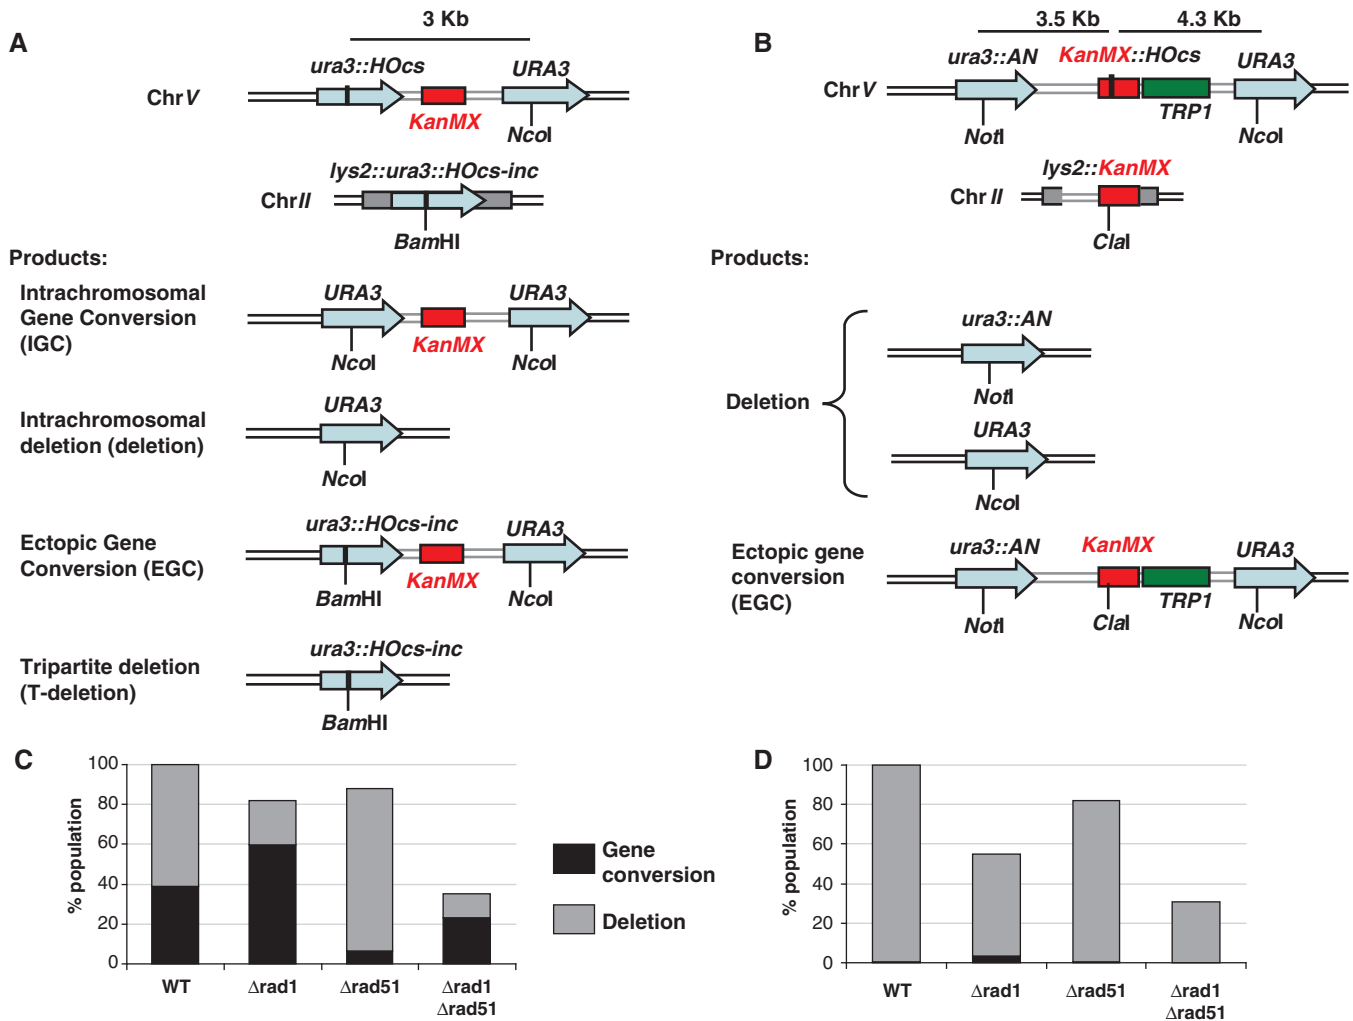 A
3 Kb
ura3::HOcs
URA3
ChrV
KanMX
NcoI
lys2::ura3::HOcs-inc
ChrII
BamHI
Products:
Intrachromosomal
Gene Conversion
(IGC)
URA3
URA3
NcoI
KanMX
NcoI
Intrachromosomal
deletion (deletion)
URA3
NcoI
Ectopic Gene
Conversion (EGC)
ura3::HOcs-inc
URA3
BamHI
KanMX
NcoI
Tripartite deletion
(T-deletion)
ura3::HOcs-inc
BamHI
B
3.5 Kb
4.3 Kb
ura3::AN
KanMX::HOcs
URA3
ChrV
NotI
TRP1
NcoI
lys2::KanMX
Chr II
ClaI
Products:
Deletion
ura3::AN
NotI
URA3
NcoI
Ectopic gene
conversion
(EGC)
ura3::AN
KanMX
URA3
NotI
ClaI
TRP1
NcoI
C
% population
100
80
60
40
20
0
WT
Δrad1
Δrad51
Δrad1
Δrad51
Gene
conversion
Deletion
D
% population
100
80
60
40
20
0
WT
Δrad1
Δrad51
Δrad1
Δrad51